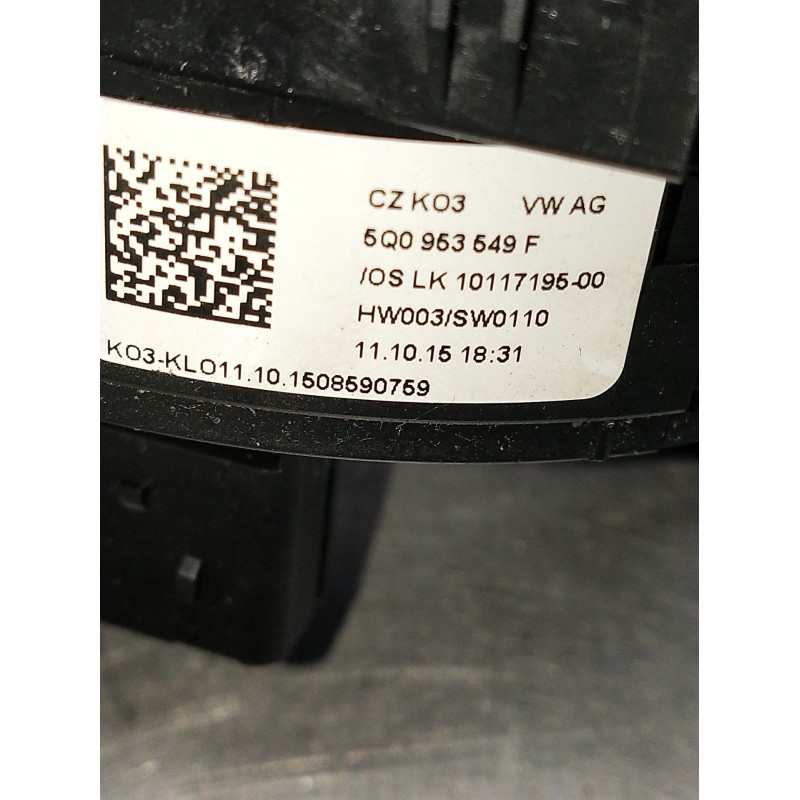 CZ KO3 VW AG
5Q0 953 549 F
/OS LK 10117195-00
HW003/SW0110
11.10.15 18:31
KO3-KLO11.10.1508590759